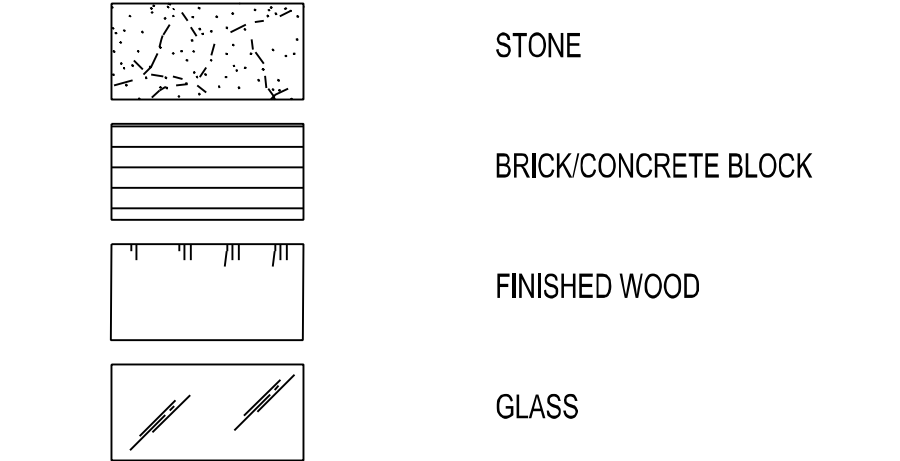 STONE
BRICK/CONCRETE BLOCK
FINISHED WOOD
GLASS